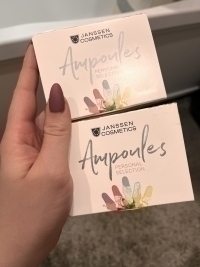 JANSSEN
COSMETICS
Ampoules
PERSONAL
SELECTION
JANSSEN
COSMETICS
Ampoules
PERSONAL
SELECTION